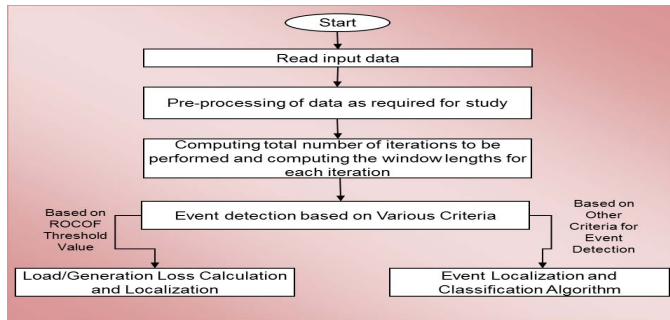 Start
Read input data
Pre-processing of data as required for study
Computing total number of iterations to be
performed and computing the window lengths for
each iteration
Event detection based on Various Criteria
Based on
ROCOF
Threshold
Value
Based on
Other
Criteria for
Event
Detection
Load/Generation Loss Calculation
and Localization
Event Localization and
Classification Algorithm